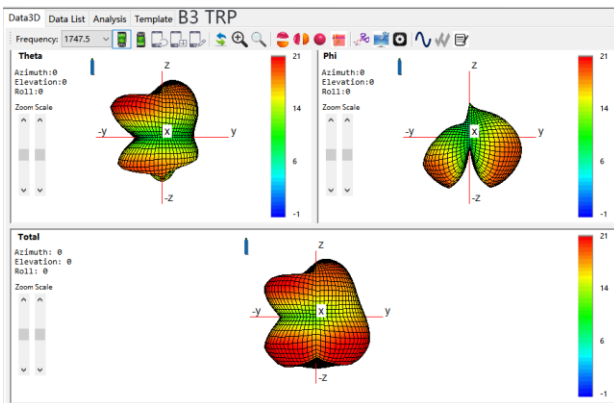 Data3D Data List Analysis Template B3 TRP
Frequency: 1747.5
Theta
Azimuth:0
Elevation:0
Roll:0
Zoom Scale
z
-y
x
y
-z
21
14
6
-1
Phi
Azimuth:0
Elevation:0
Roll:0
Zoom Scale
z
-y
X
y
-z
21
14
6
-1
Total
Azimuth: 0
Elevation: 0
Roll: 0
Zoom Scale
z
-y
X
y
-z
21
14
6
-1